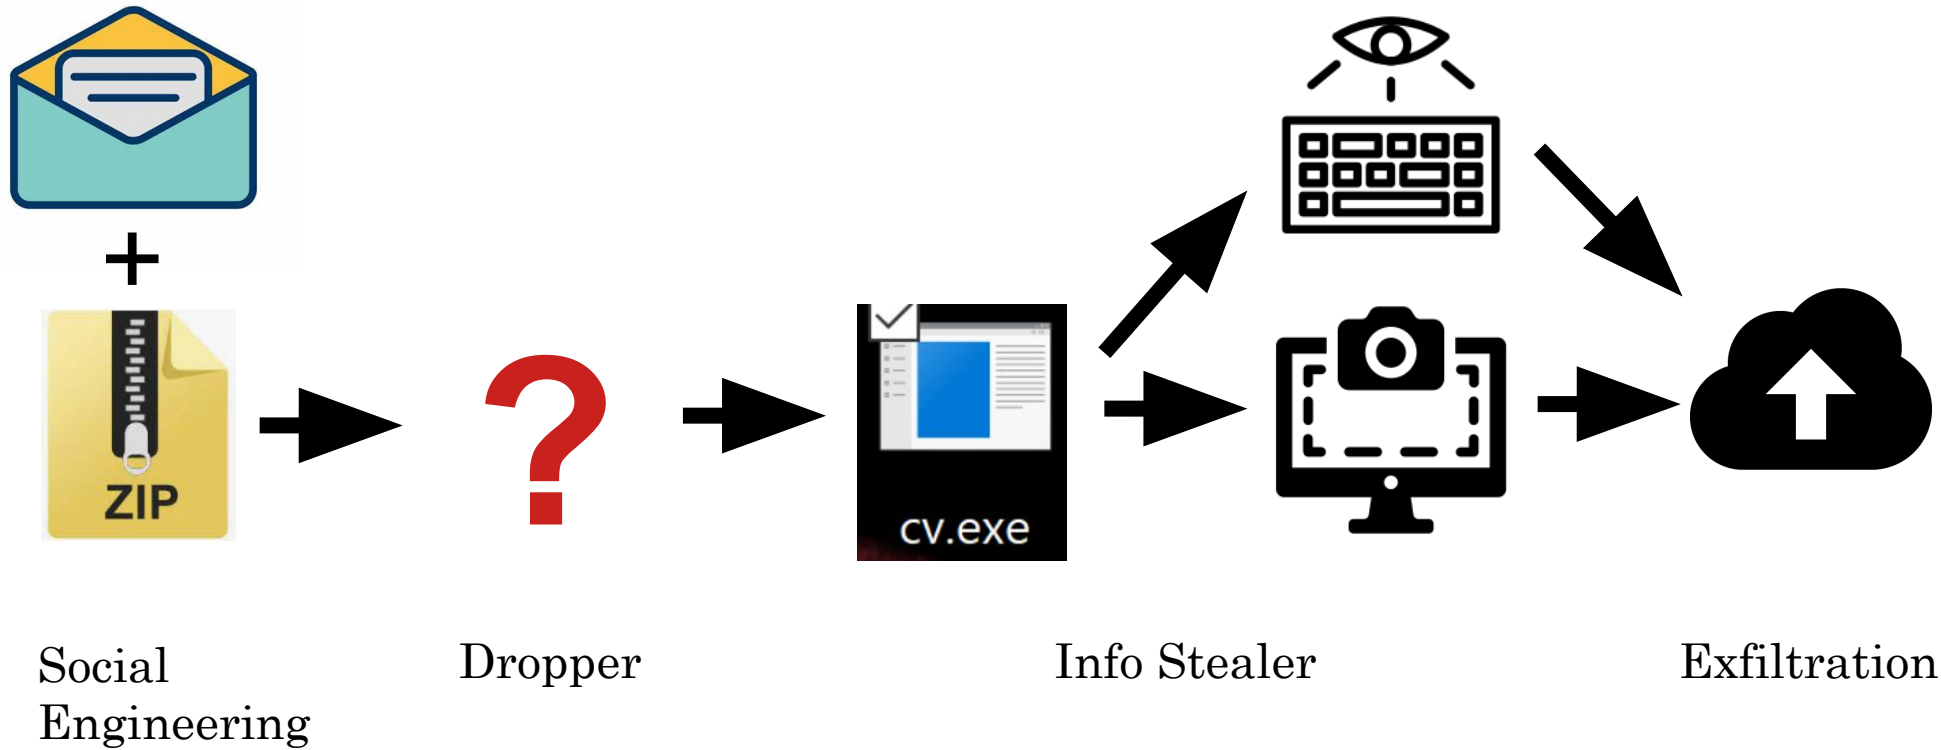 ZIP
?
cv.exe
Social
Engineering
Dropper
Info Stealer
Exfiltration